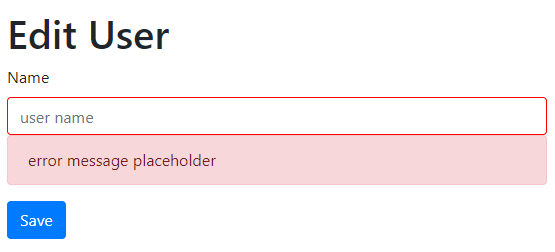 Edit User
Name
user name
error message placeholder
Save